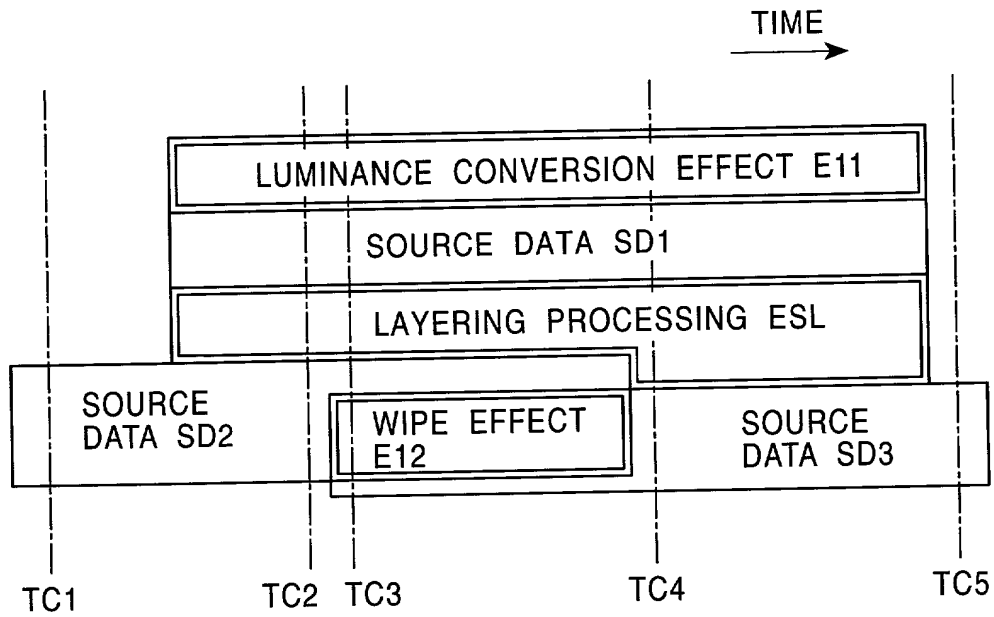 TIME
LUMINANCE CONVERSION EFFECT E11
SOURCE DATA SD1
LAYERING PROCESSING ESL
SOURCE
DATA SD2
WIPE EFFECT
E12
SOURCE
DATA SD3
TC1
TC2
TC3
TC4
TC5